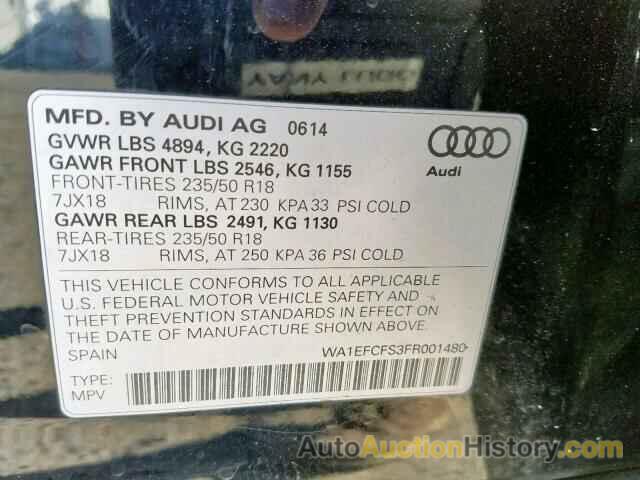 MFD. BY AUDI AG 0614
GVWR LBS 4894, KG 2220
GAWR FRONT LBS 2546, KG 1155
FRONT-TIRES 235/50 R18
7JX18 RIMS, AT 230 KPA 33 PSI COLD
GAWR REAR LBS 2491, KG 1130
REAR-TIRES 235/50 R18
7JX18 RIMS, AT 250 KPA 36 PSI COLD
Audi
THIS VEHICLE CONFORMS TO ALL APPLICABLE
U.S. FEDERAL MOTOR VEHICLE SAFETY AND
THEFT PREVENTION STANDARDS IN EFFECT ON
THE DATE OF MANUFACTURE SHOWN ABOVE.
SPAIN WA1EFCFS3FR001480
TYPE:
MPV
AutoAuctionHistory.com